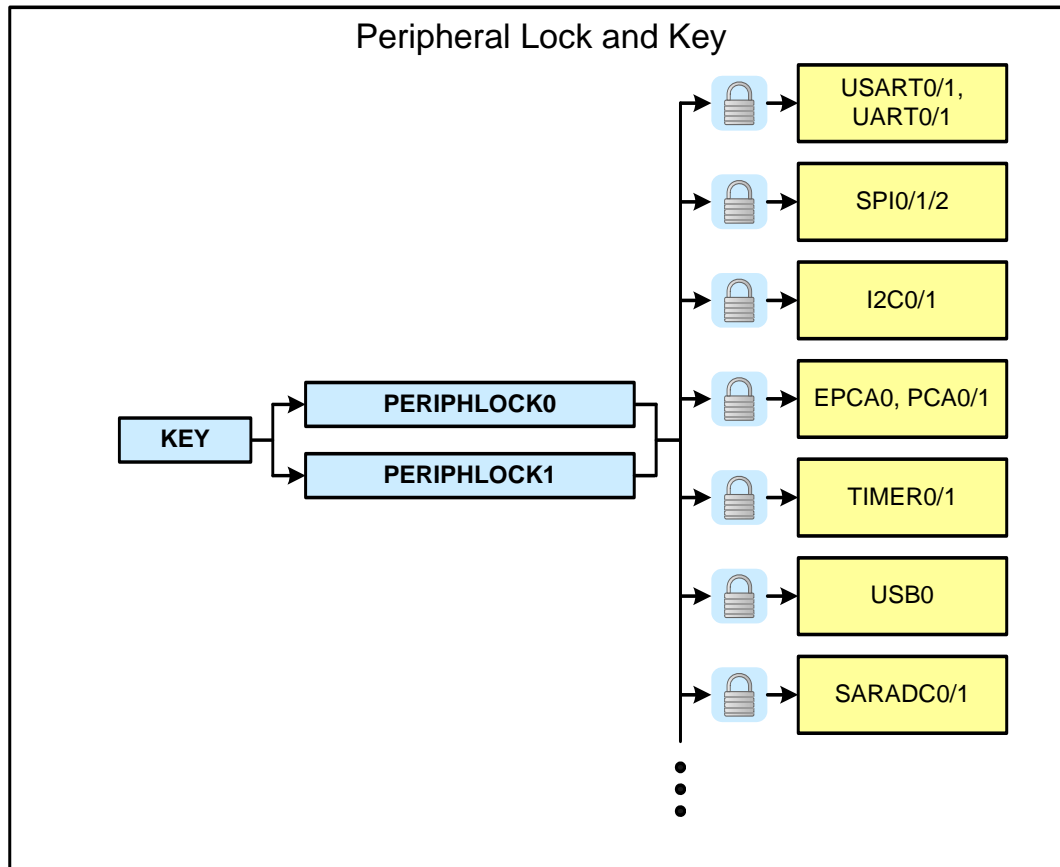 Peripheral Lock and Key
USART0/1,
UART0/1
SPI0/1/2
I2C0/1
EPCA0, PCA0/1
TIMER0/1
USB0
SARADC0/1
KEY
PERIPHLOCK0
PERIPHLOCK1